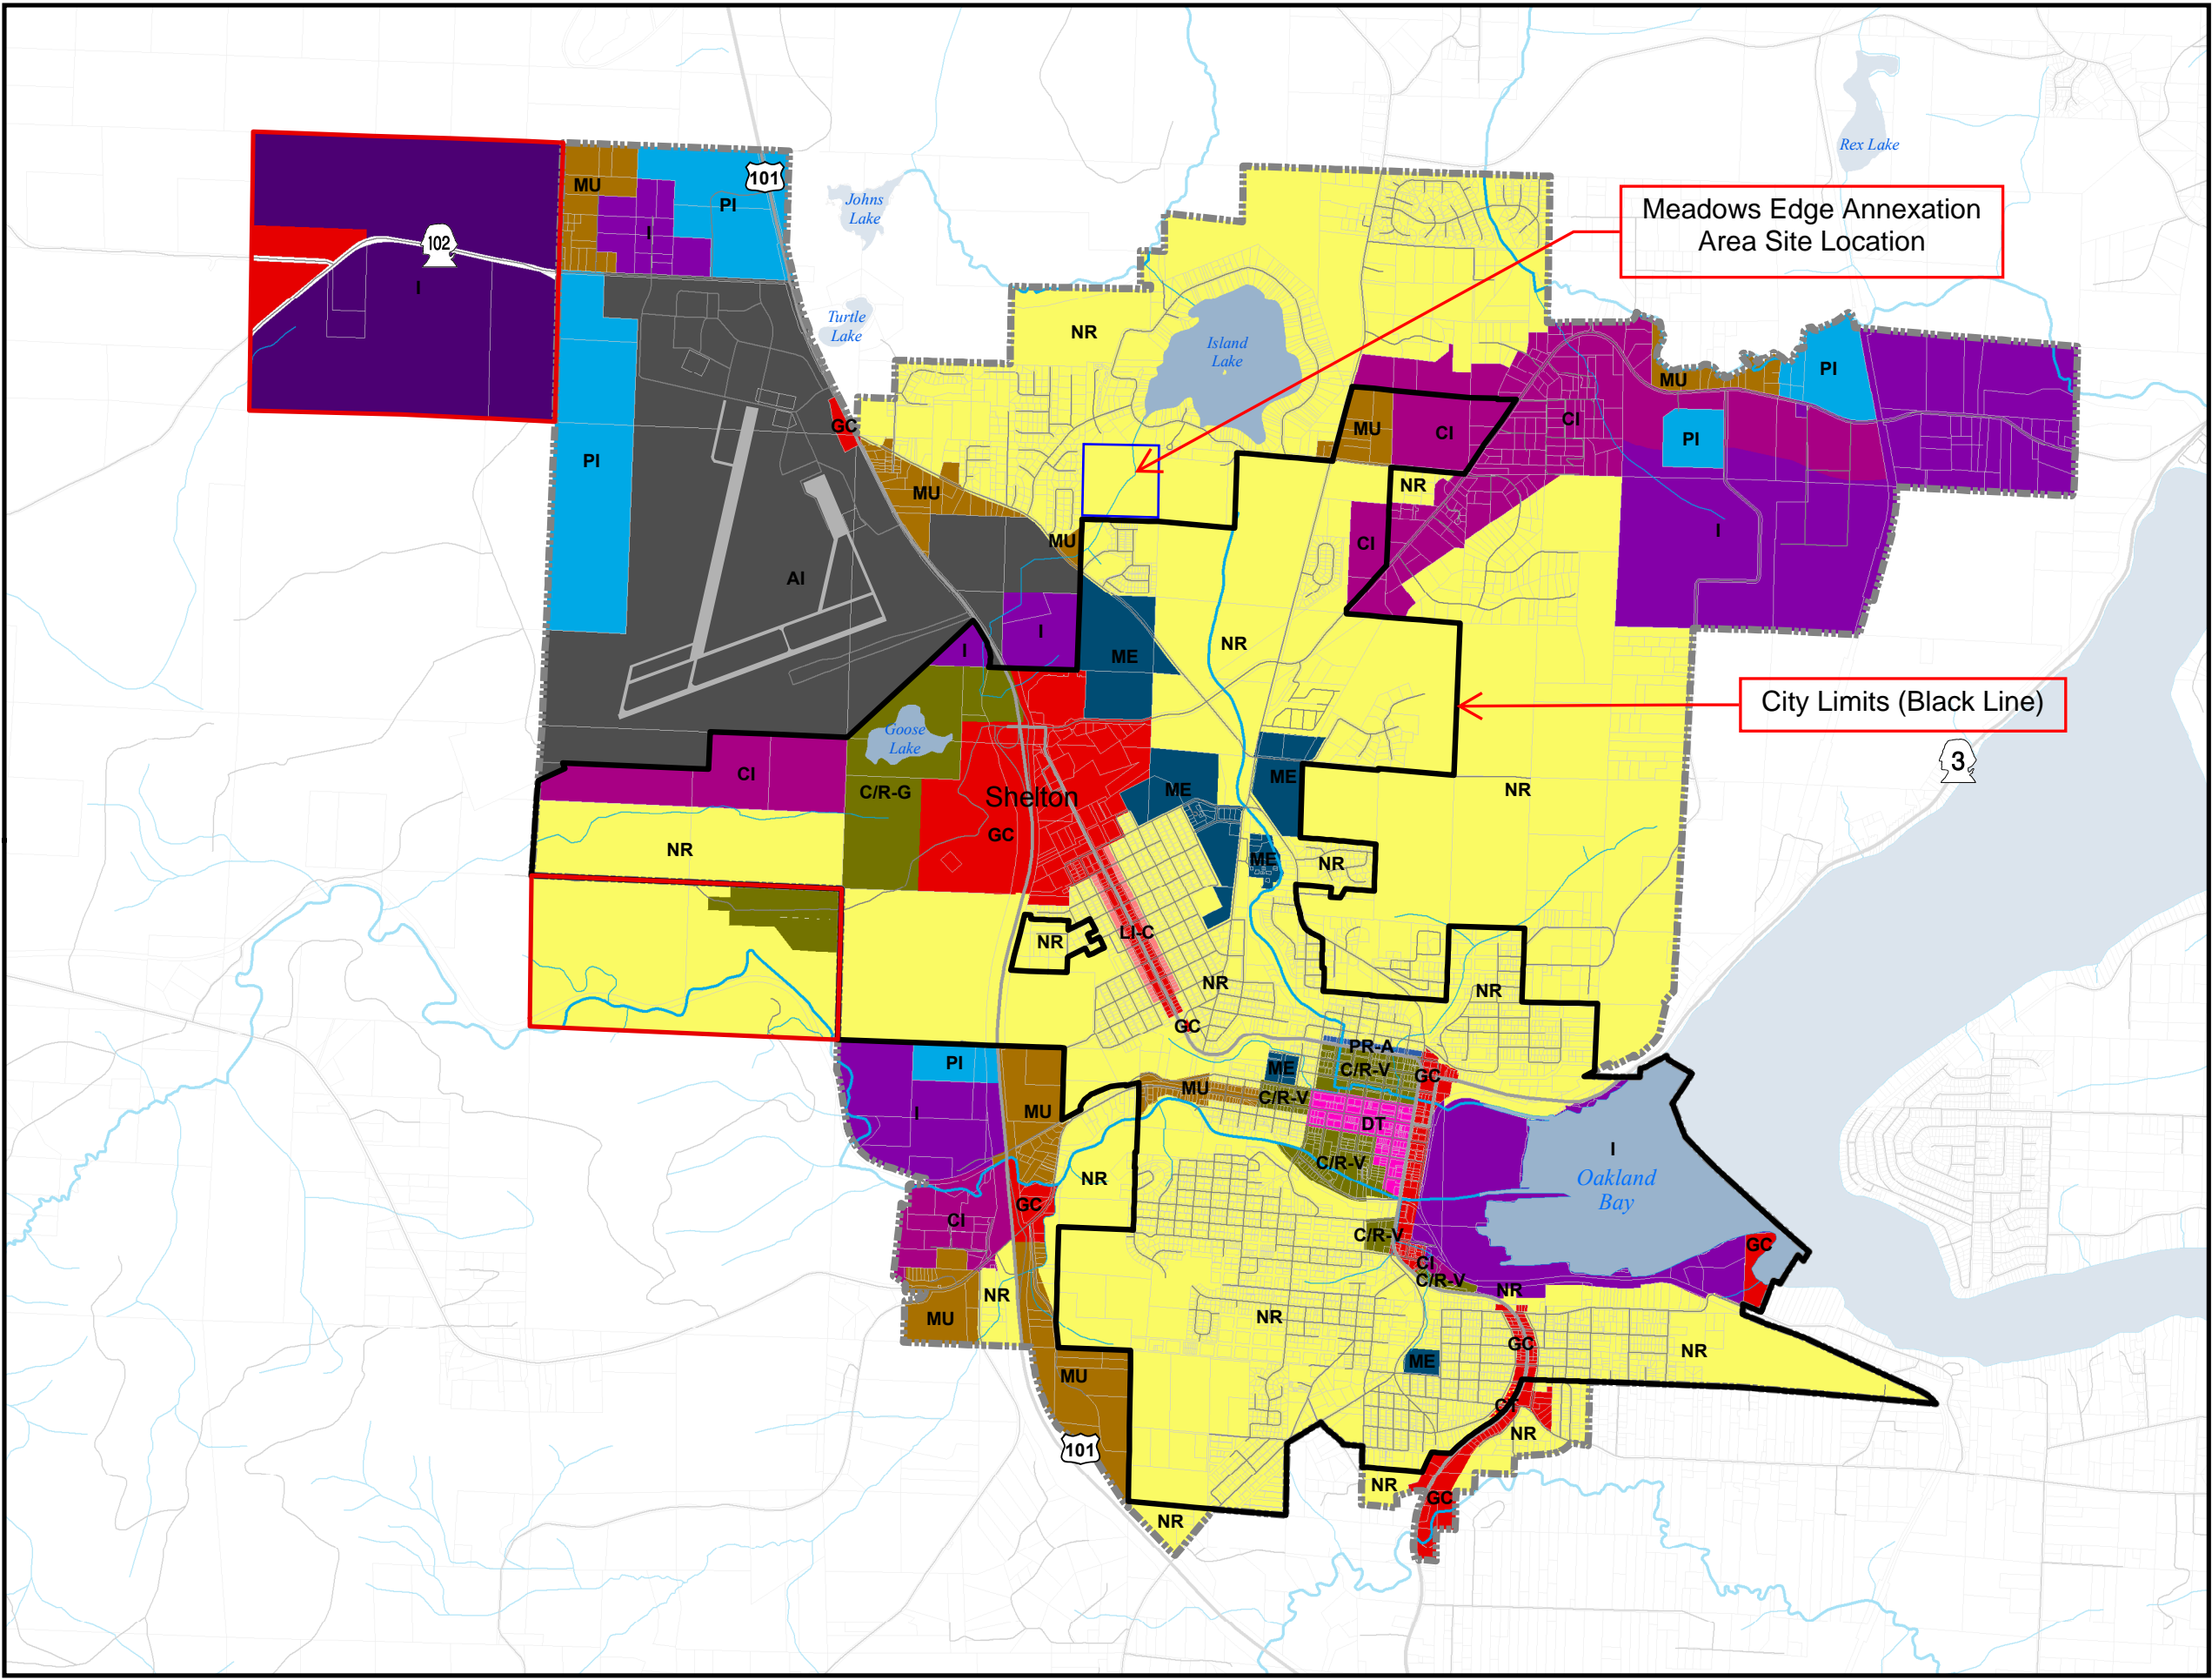 Rex Lake
101
MU
PI
Johns
Lake
Meadows Edge Annexation
Area Site Location
I
102
I
Turtle
Lake
NR
Island
Lake
PI
MU
GC
CI
MU
CI
PI
PI
NR
MU
I
CI
MU
AI
NR
I
I
ME
City Limits (Black Line)
Goose
Lake
3
CI
ME
ME
C/R-G
Shelton
NR
GC
NR
ME
NR
LI-C
NR
NR
NR
GC
PR-A
PI
ME
C/R-V
GC
MU
C/R-V
MU
I
DT
I
C/R-V
NR
Oakland
Bay
GC
CI
C/R-V
GC
CI
C/R-V
NR
NR
MU
NR
GC
NR
ME
MU
CI
NR
101
NR
GC
NR